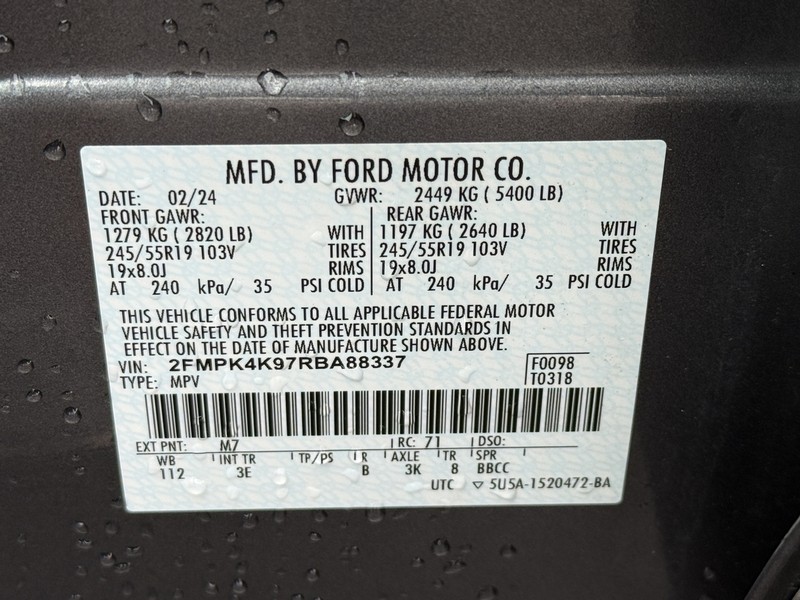 MFD. BY FORD MOTOR CO.
DATE: 02/24 GVWR: 2449 KG ( 5400 LB)
FRONT GAWR: REAR GAWR:
1279 KG ( 2820 LB) WITH 1197 KG ( 2640 LB) WITH
245/55R19 103V TIRES 245/55R19 103V TIRES
19x8.0J RIMS 19x8.0J RIMS
AT 240 kPa/ 35 PSI COLD AT 240 kPa/ 35 PSI COLD
THIS VEHICLE CONFORMS TO ALL APPLICABLE FEDERAL MOTOR
VEHICLE SAFETY AND THEFT PREVENTION STANDARDS IN
EFFECT ON THE DATE OF MANUFACTURE SHOWN ABOVE.
VIN: 2FMPK4K97RBA88337 F0098
TYPE: MPV T0318
EXT PNT: M7 RC: 71 DSO:
WB INT TR TP/PS R AXLE TR SPR
112 3E B 3K 8 BBCC
UTC ▽ 5U5A-1520472-BA